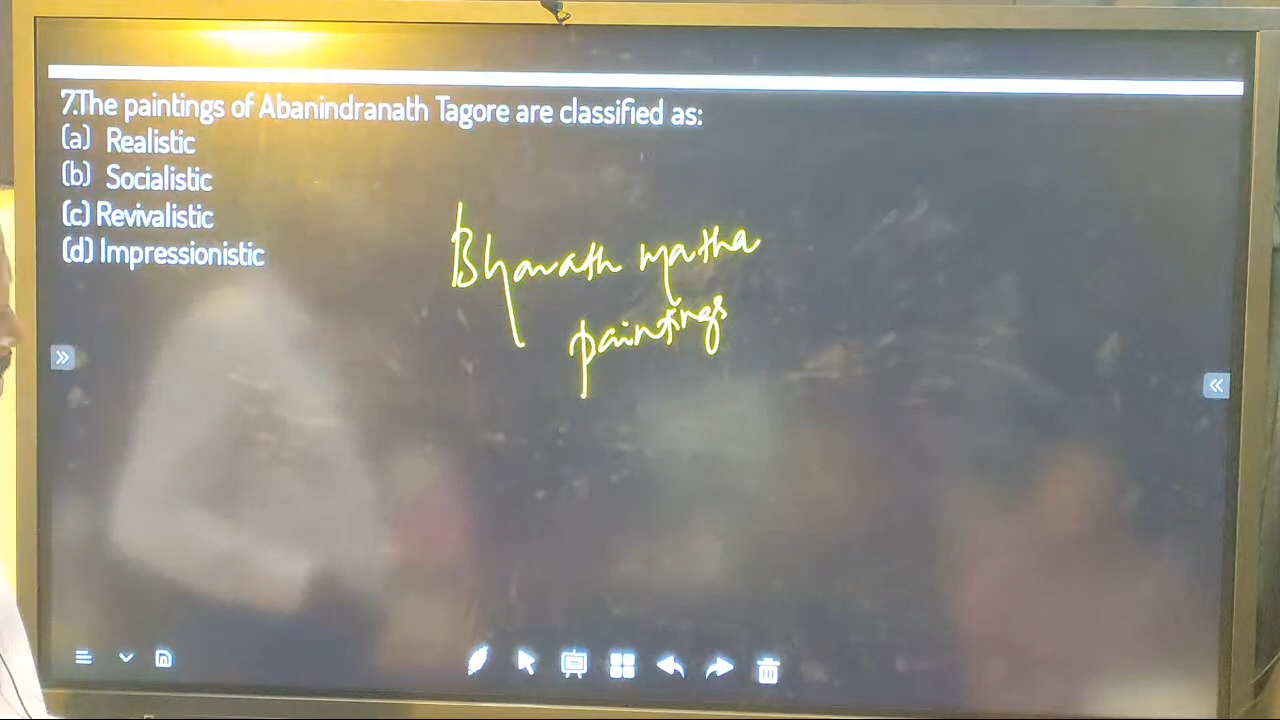 7.The paintings of Abanindranath Tagore are classified as:
(a) Realistic
(b) Socialistic
(c) Revivalistic
(d) Impressionistic
Bharath matha
paintings